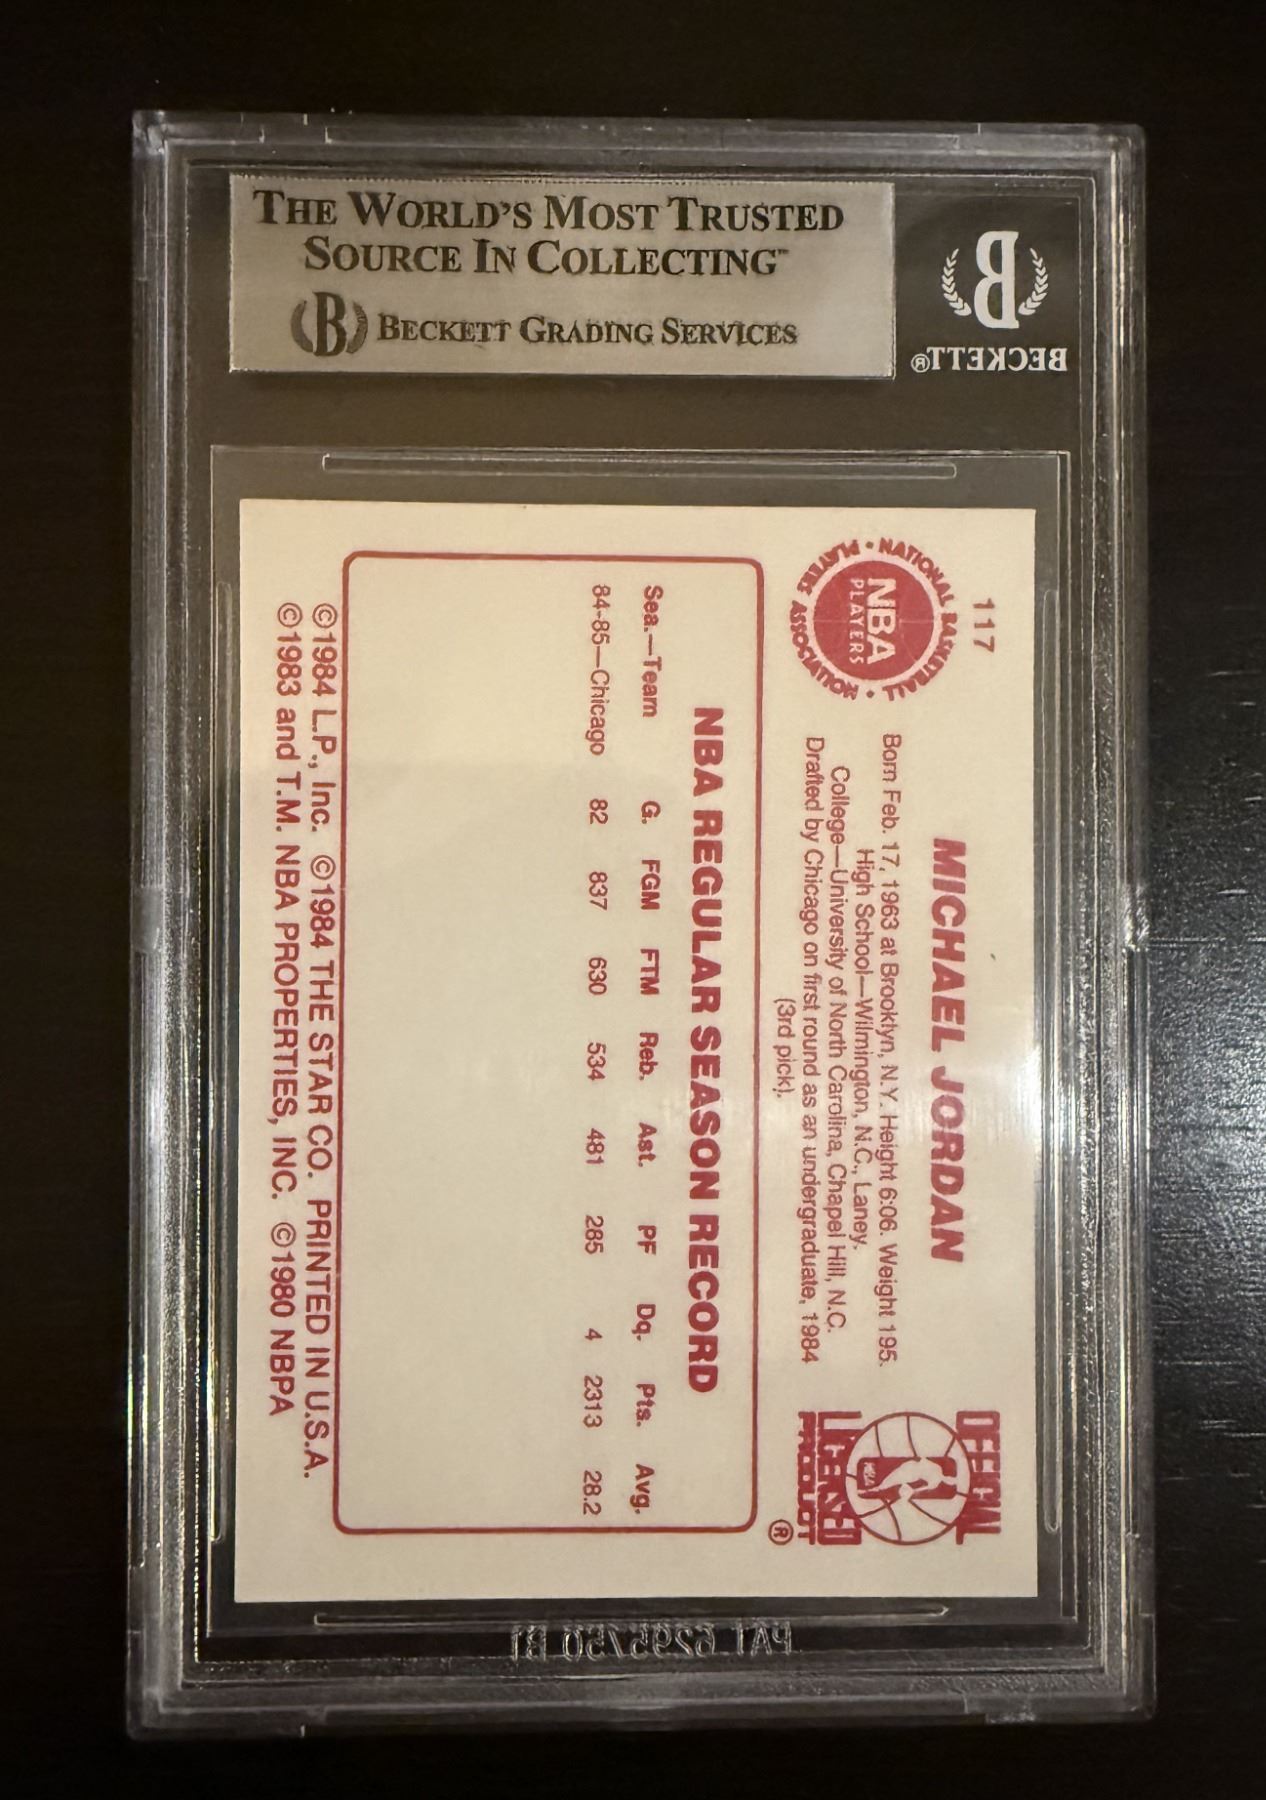 THE WORLD'S MOST TRUSTED
SOURCE IN COLLECTING™
B BECKETT GRADING SERVICES
B
BECKETT®
117
NATIONAL BASKETBALL • PLAYERS ASSOCIATION •
NBA
PLAYERS
MICHAEL JORDAN
Born Feb. 17, 1963 at Brooklyn, N.Y. Height 6:06. Weight 195.
High School—Wilmington, N.C., Laney.
College—University of North Carolina, Chapel Hill, N.C.
Drafted by Chicago on first round as an undergraduate, 1984
(3rd pick).
OFFICIAL
NBA
LICENSED
PRODUCT
®
NBA REGULAR SEASON RECORD
Sea.—Team G. FGM FTM Reb. Ast. PF Dq. Pts. Avg.
84-85—Chicago 82 837 630 534 481 285 4 2313 28.2
©1984 L.P., Inc. ©1984 THE STAR CO. PRINTED IN U.S.A.
©1983 and T.M. NBA PROPERTIES, INC. ©1980 NBPA